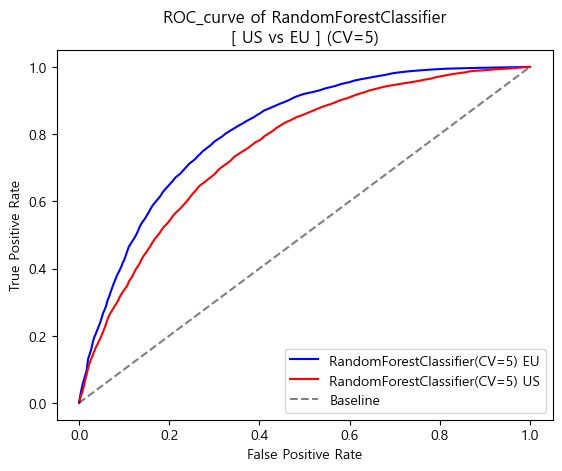 ROC_curve of RandomForestClassifier
[ US vs EU ] (CV=5)
True Positive Rate
1.0
0.8
0.6
0.4
0.2
0.0
RandomForestClassifier(CV=5) EU
RandomForestClassifier(CV=5) US
Baseline
0.0 0.2 0.4 0.6 0.8 1.0
False Positive Rate